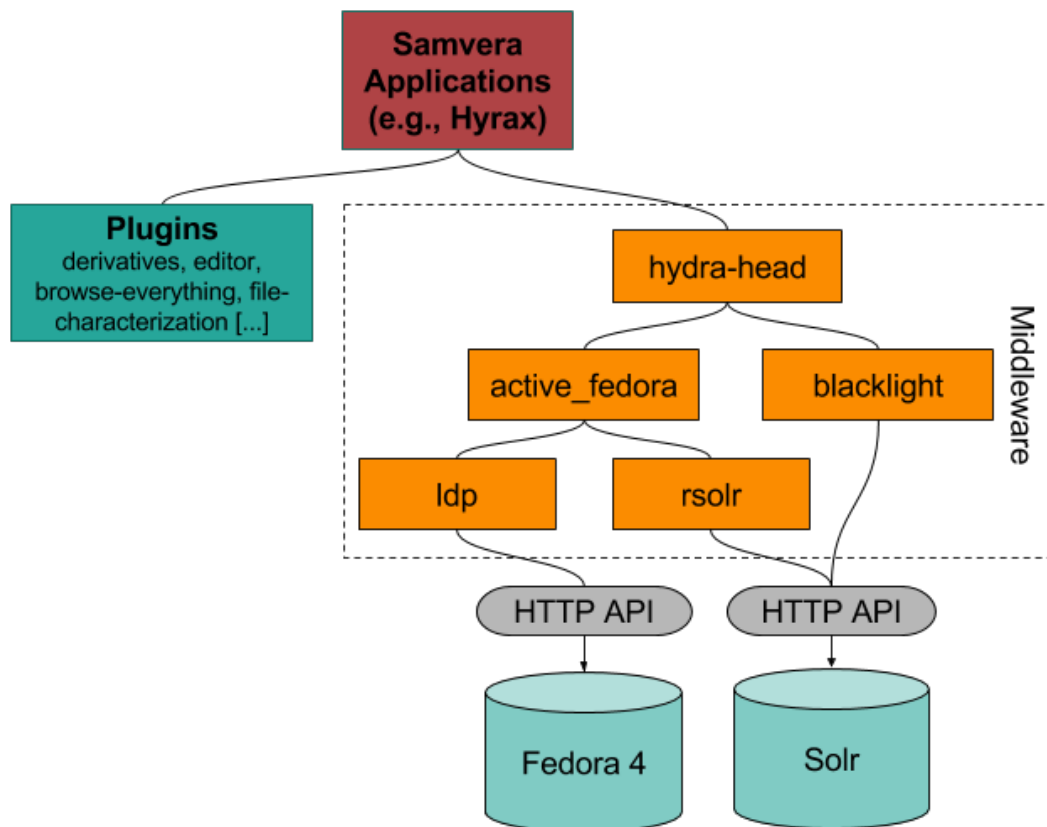 Samvera
Applications
(e.g., Hyrax)
Plugins
derivatives, editor,
browse-everything, file-
characterization [...]
hydra-head
Middleware
active_fedora
blacklight
ldp
rsolr
HTTP API
HTTP API
Fedora 4
Solr